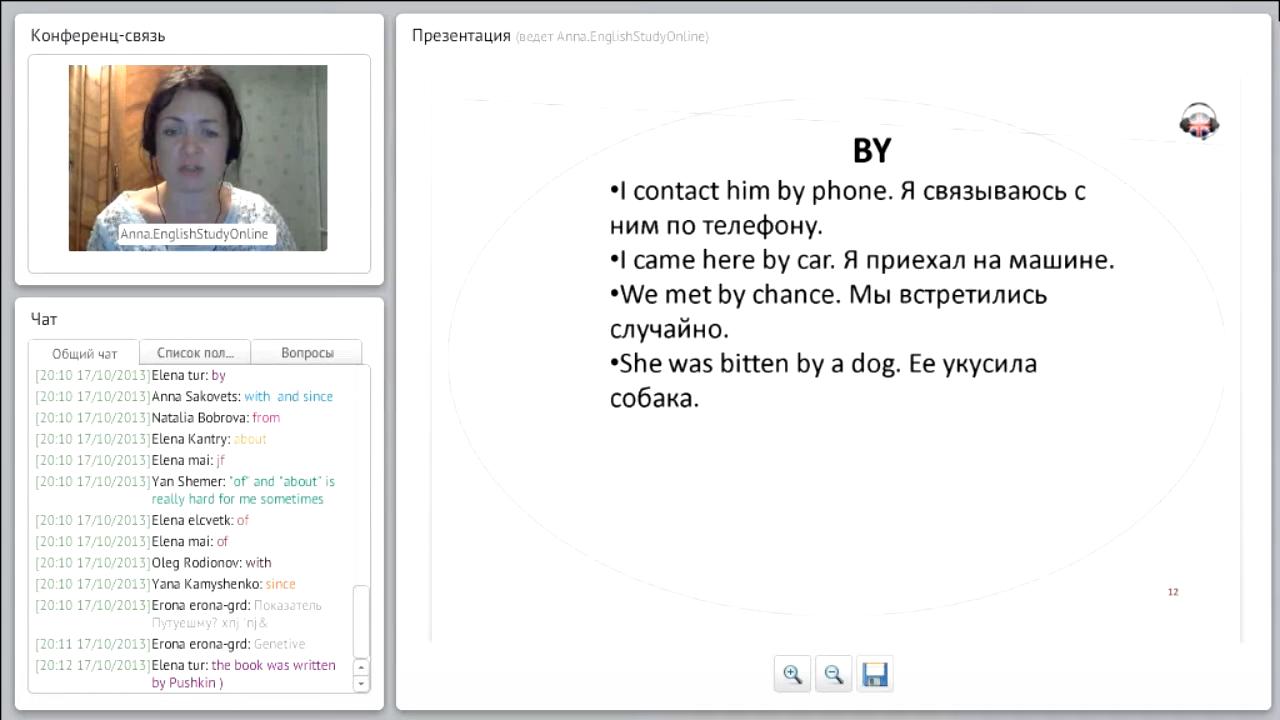 Конференц-связь
Anna.EnglishStudyOnline
Чат
Общий чат
Список пол...
Вопросы
[20:10 17/10/2013]Elena tur: by
[20:10 17/10/2013]Anna Sakovets: with and since
[20:10 17/10/2013]Natalia Bobrova: from
[20:10 17/10/2013]Elena Kantry: about
[20:10 17/10/2013]Elena mai: jf
[20:10 17/10/2013]Yan Shemer: "of" and "about" is
really hard for me sometimes
[20:10 17/10/2013]Elena elcvetk: of
[20:10 17/10/2013]Elena mai: of
[20:10 17/10/2013]Oleg Rodionov: with
[20:10 17/10/2013]Yana Kamyshenko: since
[20:10 17/10/2013]Erona erona-grd: Показатель
Путуешму? хпj 'пj&
[20:11 17/10/2013]Erona erona-grd: Genetive
[20:12 17/10/2013]Elena tur: the book was written
by Pushkin )
Презентация (ведет Anna.EnglishStudyOnline)
BY
•I contact him by phone. Я связываюсь с
ним по телефону.
•I came here by car. Я приехал на машине.
•We met by chance. Мы встретились
случайно.
•She was bitten by a dog. Ее укусила
собака.
12